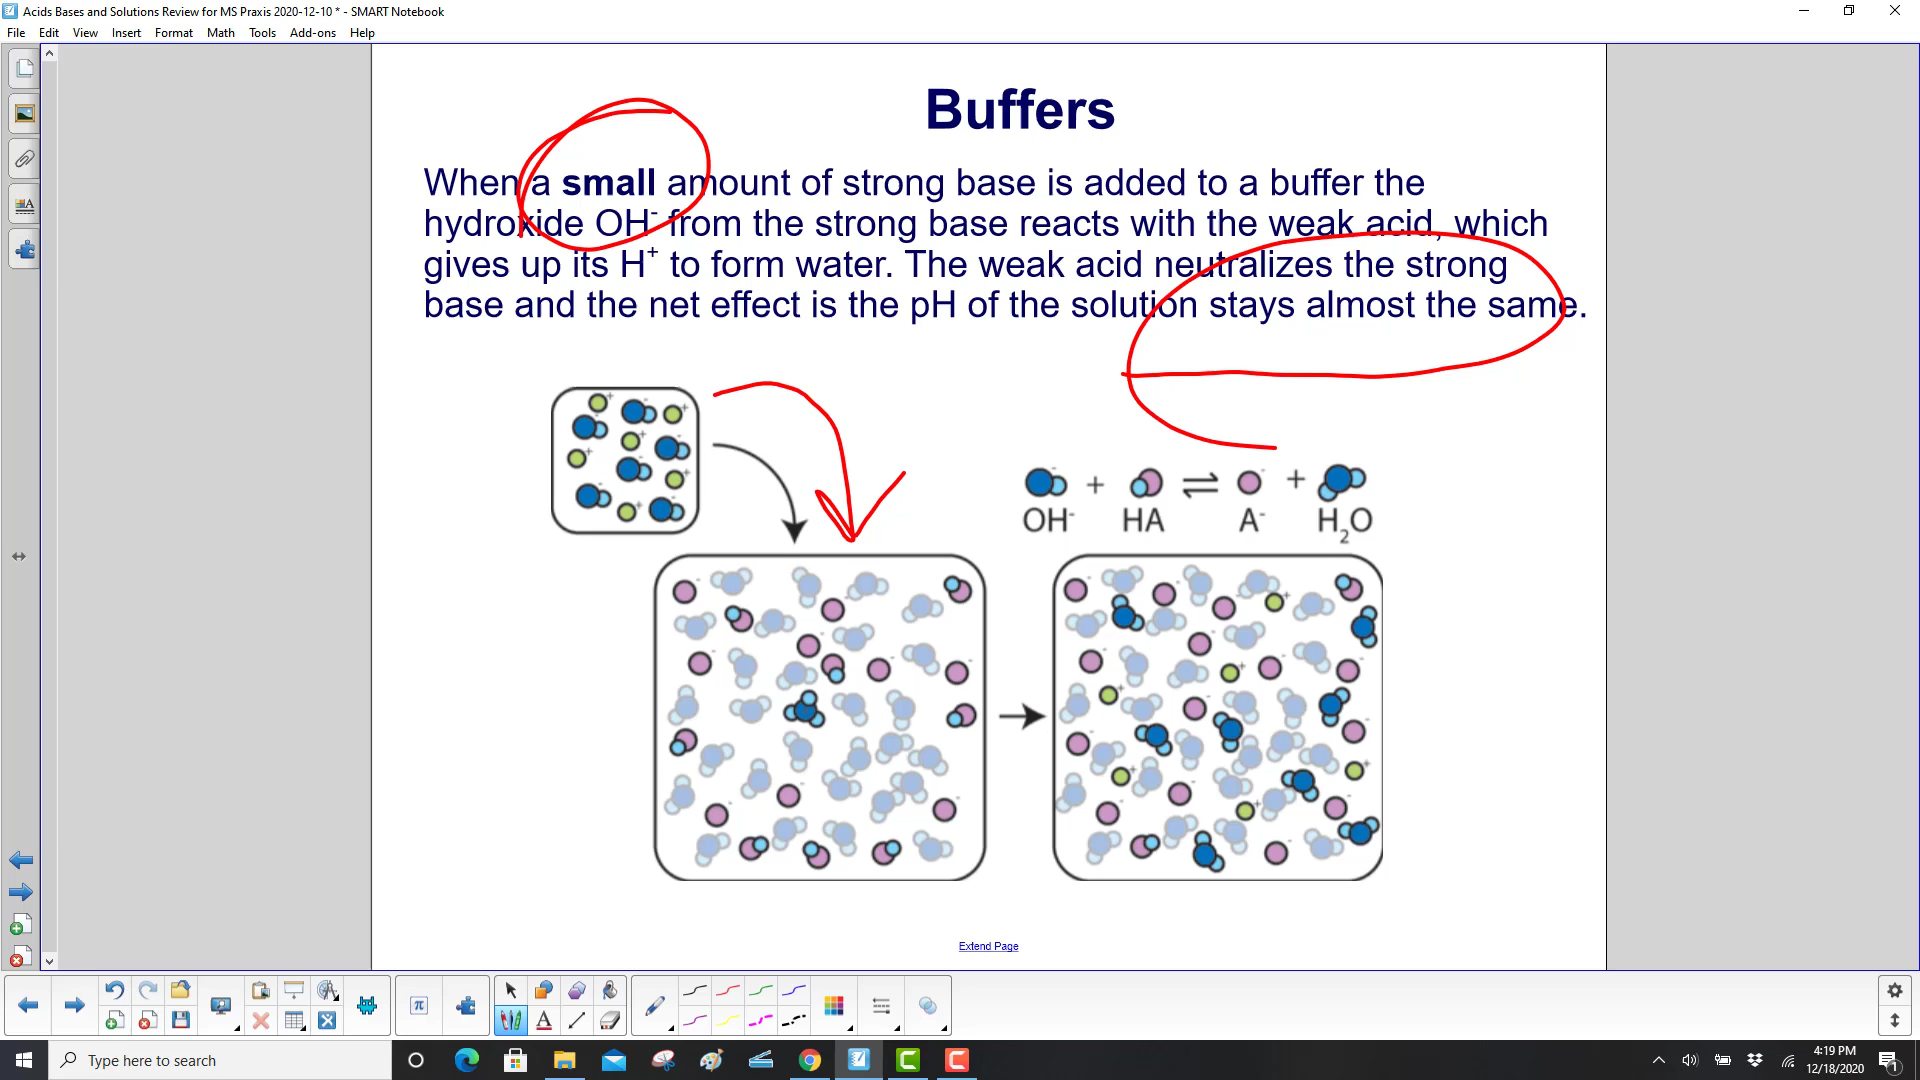 Acids Bases and Solutions Review for MS Praxis 2020-12-10 * - SMART Notebook
File Edit View Insert Format Math Tools Add-ons Help
Buffers
When a small amount of strong base is added to a buffer the
hydroxide OH⁻ from the strong base reacts with the weak acid, which
gives up its H⁺ to form water. The weak acid neutralizes the strong
base and the net effect is the pH of the solution stays almost the same.
+ ⇌ +
OH⁻ HA A⁻ H₂O
Extend Page
π
A
Type here to search
4:19 PM
12/18/2020
1